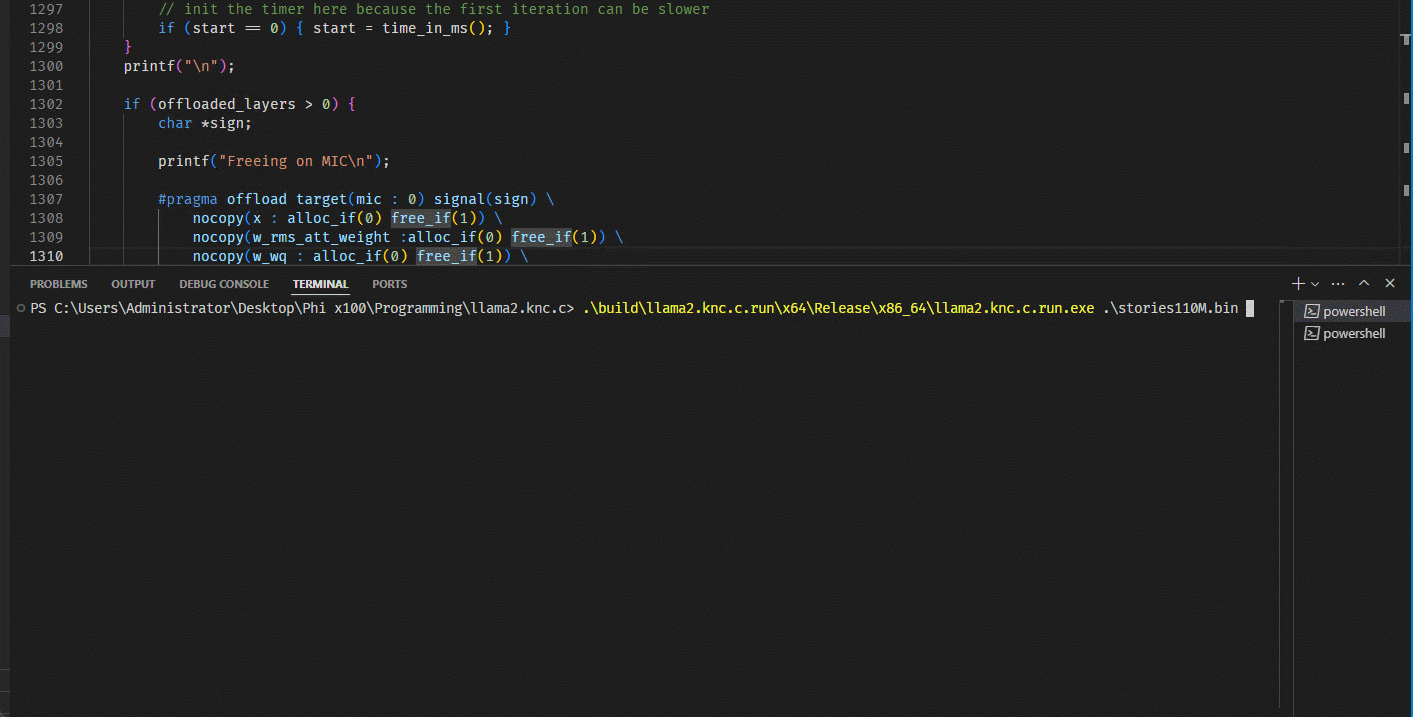 1297 // init the timer here because the first iteration can be slower
1298 if (start == 0) { start = time_in_ms(); }
1299 }
1300 printf("\n");
1301
1302 if (offloaded_layers > 0) {
1303 char *sign;
1304
1305 printf("Freeing on MIC\n");
1306
1307 #pragma offload target(mic : 0) signal(sign) \
1308 nocopy(x : alloc_if(0) free_if(1)) \
1309 nocopy(w_rms_att_weight :alloc_if(0) free_if(1)) \
1310 nocopy(w_wq : alloc_if(0) free_if(1)) \
PROBLEMS OUTPUT DEBUG CONSOLE TERMINAL PORTS
PS C:\Users\Administrator\Desktop\Phi x100\Programming\llama2.knc.c> .\build\llama2.knc.c.run\x64\Release\x86_64\llama2.knc.c.run.exe .\stories110M.bin
powershell
powershell